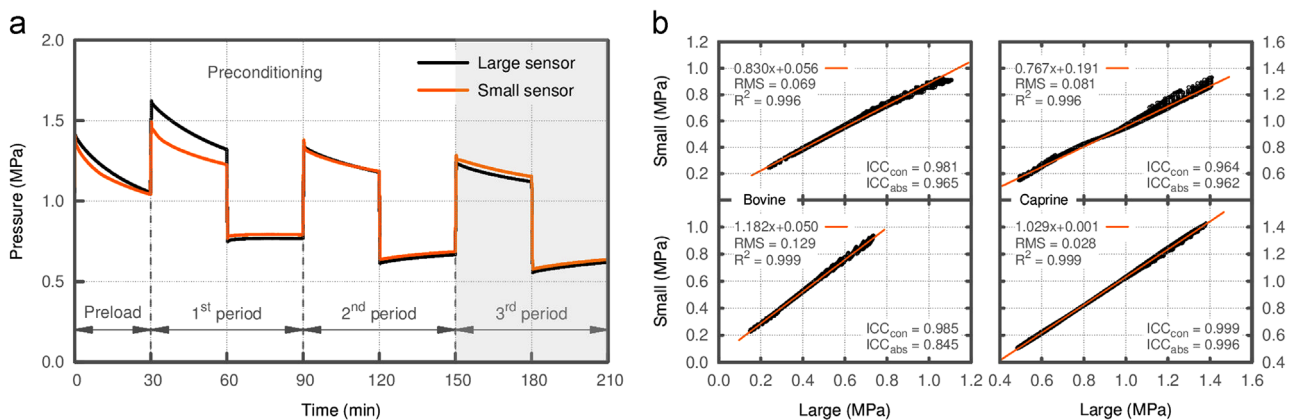 a
2.0
1.5
1.0
0.5
0.0
Pressure (MPa)
Preconditioning
Large sensor
Small sensor
Preload
1st period
2nd period
3rd period
0 30 60 90 120 150 180 210
Time (min)
b
1.2
1.0
0.8
0.6
0.4
0.2
Small (MPa)
0.830x+0.056
RMS = 0.069
R2 = 0.996
ICCcon = 0.981
ICCabs = 0.965
Bovine
0.767x+0.191
RMS = 0.081
R2 = 0.996
ICCcon = 0.964
ICCabs = 0.962
Caprine
1.6
1.4
1.2
1.0
0.8
0.6
1.0
0.8
0.6
0.4
0.2
0.0
Small (MPa)
1.182x+0.050
RMS = 0.129
R2 = 0.999
ICCcon = 0.985
ICCabs = 0.845
1.029x+0.001
RMS = 0.028
R2 = 0.999
ICCcon = 0.999
ICCabs = 0.996
1.4
1.2
1.0
0.8
0.6
0.4
0.0 0.2 0.4 0.6 0.8 1.0 1.2
Large (MPa)
0.4 0.6 0.8 1.0 1.2 1.4 1.6
Large (MPa)